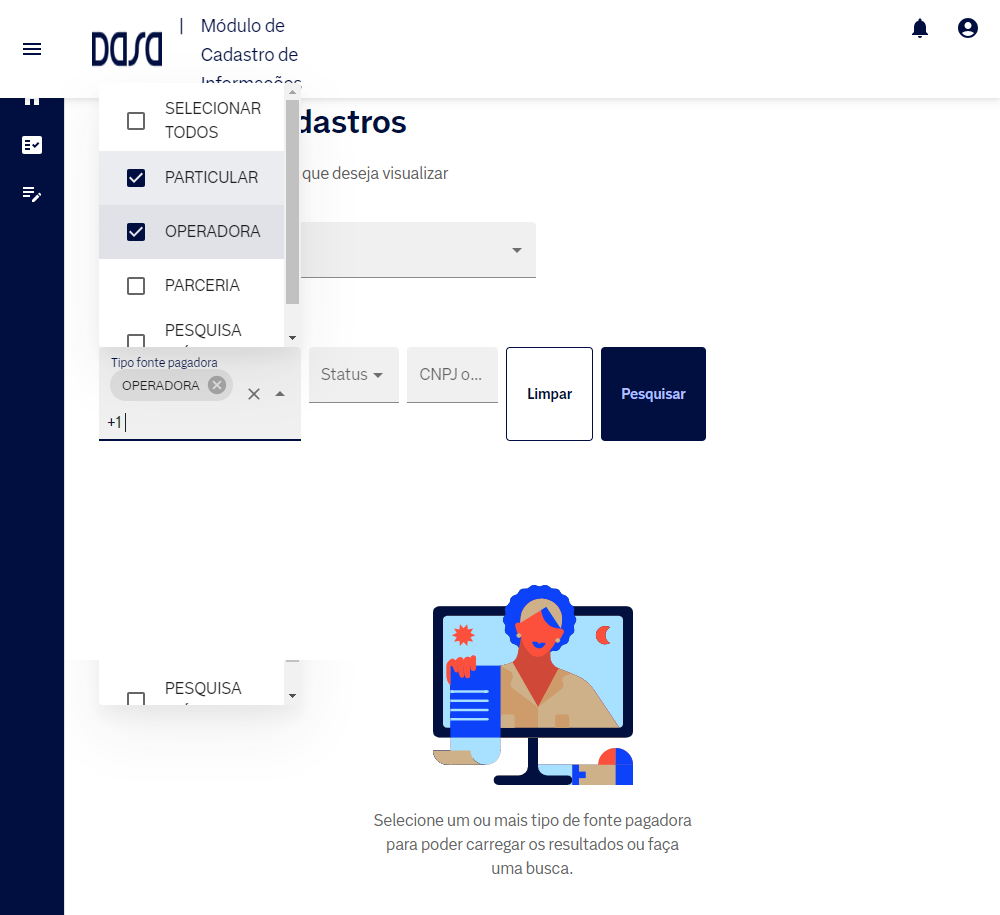 dasa
|
Módulo de
Cadastro de
Informações
dastros
que deseja visualizar
SELECIONAR
TODOS
PARTICULAR
OPERADORA
PARCERIA
PESQUISA
Tipo fonte pagadora
OPERADORA
+1
Status
CNPJ o...
Limpar
Pesquisar
PESQUISA
Selecione um ou mais tipo de fonte pagadora
para poder carregar os resultados ou faça
uma busca.